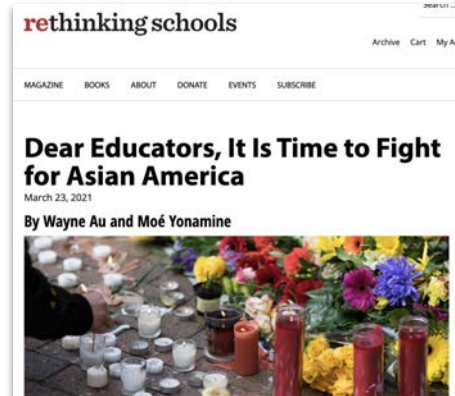 rethinking schools
Archive Cart My A
MAGAZINE BOOKS ABOUT DONATE EVENTS SUBSCRIBE
Dear Educators, It Is Time to Fight
for Asian America
March 23, 2021
By Wayne Au and Moé Yonamine